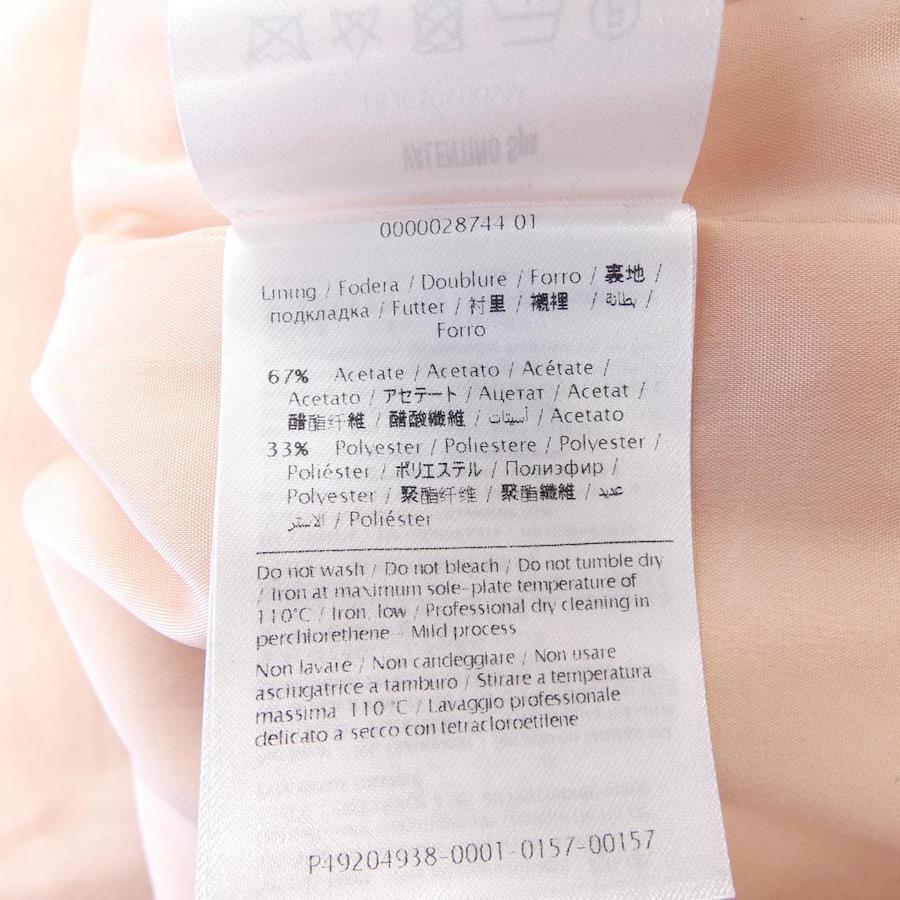 VALENTINO SpA
0000028744 01
Lining / Fodera / Doublure / Forro / 裏地 /
подкладка / Futter / 衬里 / 襯裡 / بطانة /
Forro
67% Acetate / Acetato / Acétate /
Acetato / アセテート / Ацетат / Acetat /
醋酯纤维 / 醋酸纖維 / أسيتات / Acetato
33% Polyester / Poliestere / Polyester /
Poliéster / ポリエステル / Полиэфир /
Polyester / 聚酯纤维 / 聚酯纖維 / عديد
الاستر / Poliéster
Do not wash / Do not bleach / Do not tumble dry
/ Iron at maximum sole-plate temperature of
110°C / Iron, low / Professional dry cleaning in
perchlorethene - Mild process
Non lavare / Non candeggiare / Non usare
asciugatrice a tamburo / Stirare a temperatura
massima 110 °C / Lavaggio professionale
delicato a secco con tetracloroetilene
P49204938-0001-0157-00157